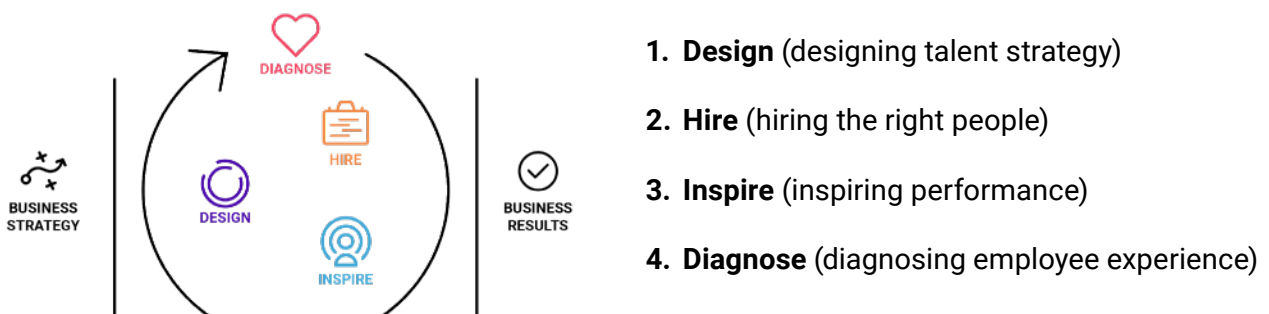 DIAGNOSE
HIRE
DESIGN
INSPIRE
BUSINESS
STRATEGY
BUSINESS
RESULTS
1. Design (designing talent strategy)
2. Hire (hiring the right people)
3. Inspire (inspiring performance)
4. Diagnose (diagnosing employee experience)